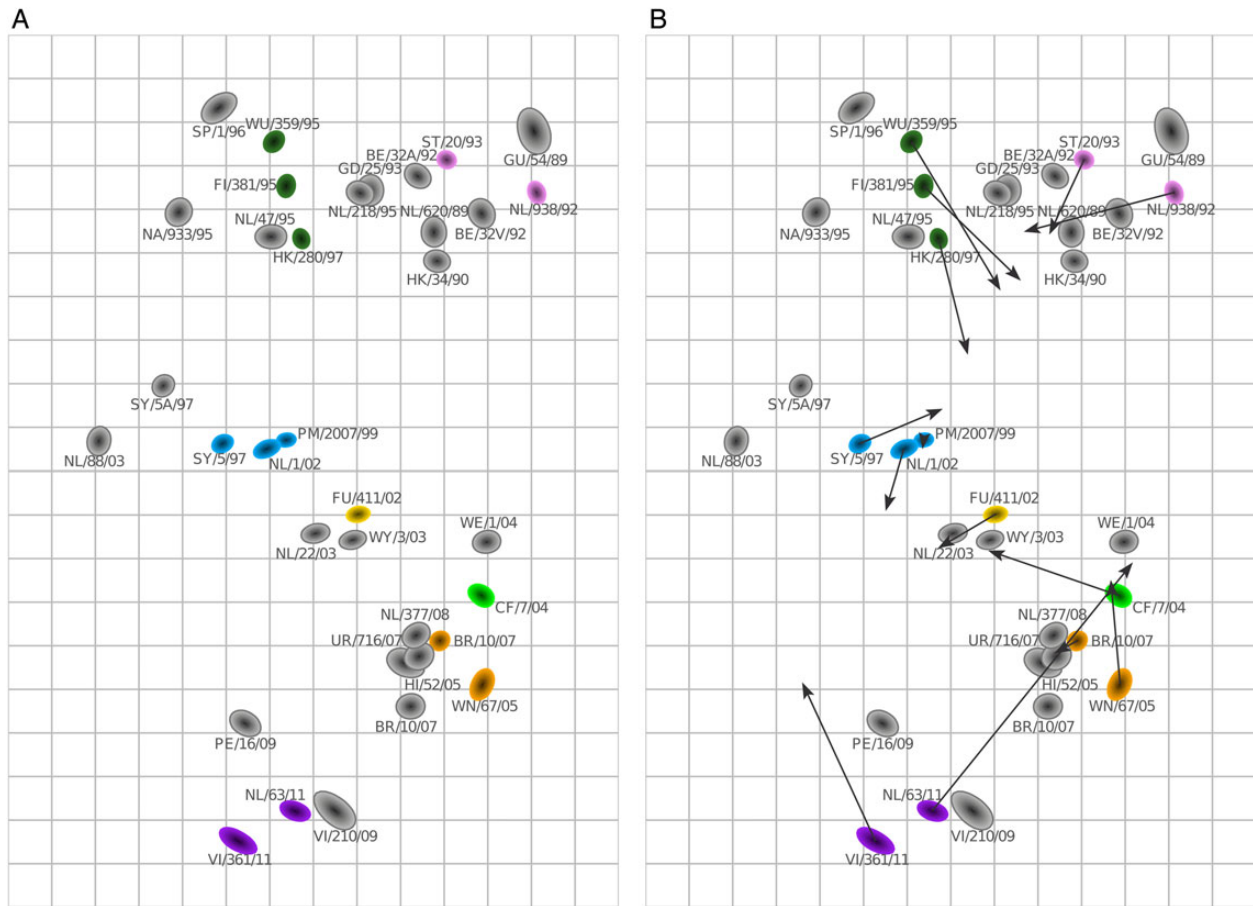 A
SP/1/96
WU/359/95
ST/20/93
BE/32A/92
GD/25/93
GU/54/89
FI/381/95
NL/218/95
NL/620/89
NL/938/92
NA/933/95
NL/47/95
BE/32V/92
HK/280/97
HK/34/90
SY/5A/97
PM/2007/99
NL/88/03
SY/5/97
NL/1/02
FU/411/02
WE/1/04
NL/22/03
WY/3/03
CF/7/04
NL/377/08
UR/716/07
BR/10/07
HI/52/05
WN/67/05
BR/10/07
PE/16/09
NL/63/11
VI/210/09
VI/361/11
B
SP/1/96
WU/359/95
ST/20/93
BE/32A/92
GD/25/93
GU/54/89
FI/381/95
NL/218/95
NL/620/89
NL/938/92
NA/933/95
NL/47/95
BE/32V/92
HK/280/97
HK/34/90
SY/5A/97
PM/2007/99
NL/88/03
SY/5/97
NL/1/02
FU/411/02
WE/1/04
NL/22/03
WY/3/03
CF/7/04
NL/377/08
UR/716/07
BR/10/07
HI/52/05
WN/67/05
BR/10/07
PE/16/09
NL/63/11
VI/210/09
VI/361/11